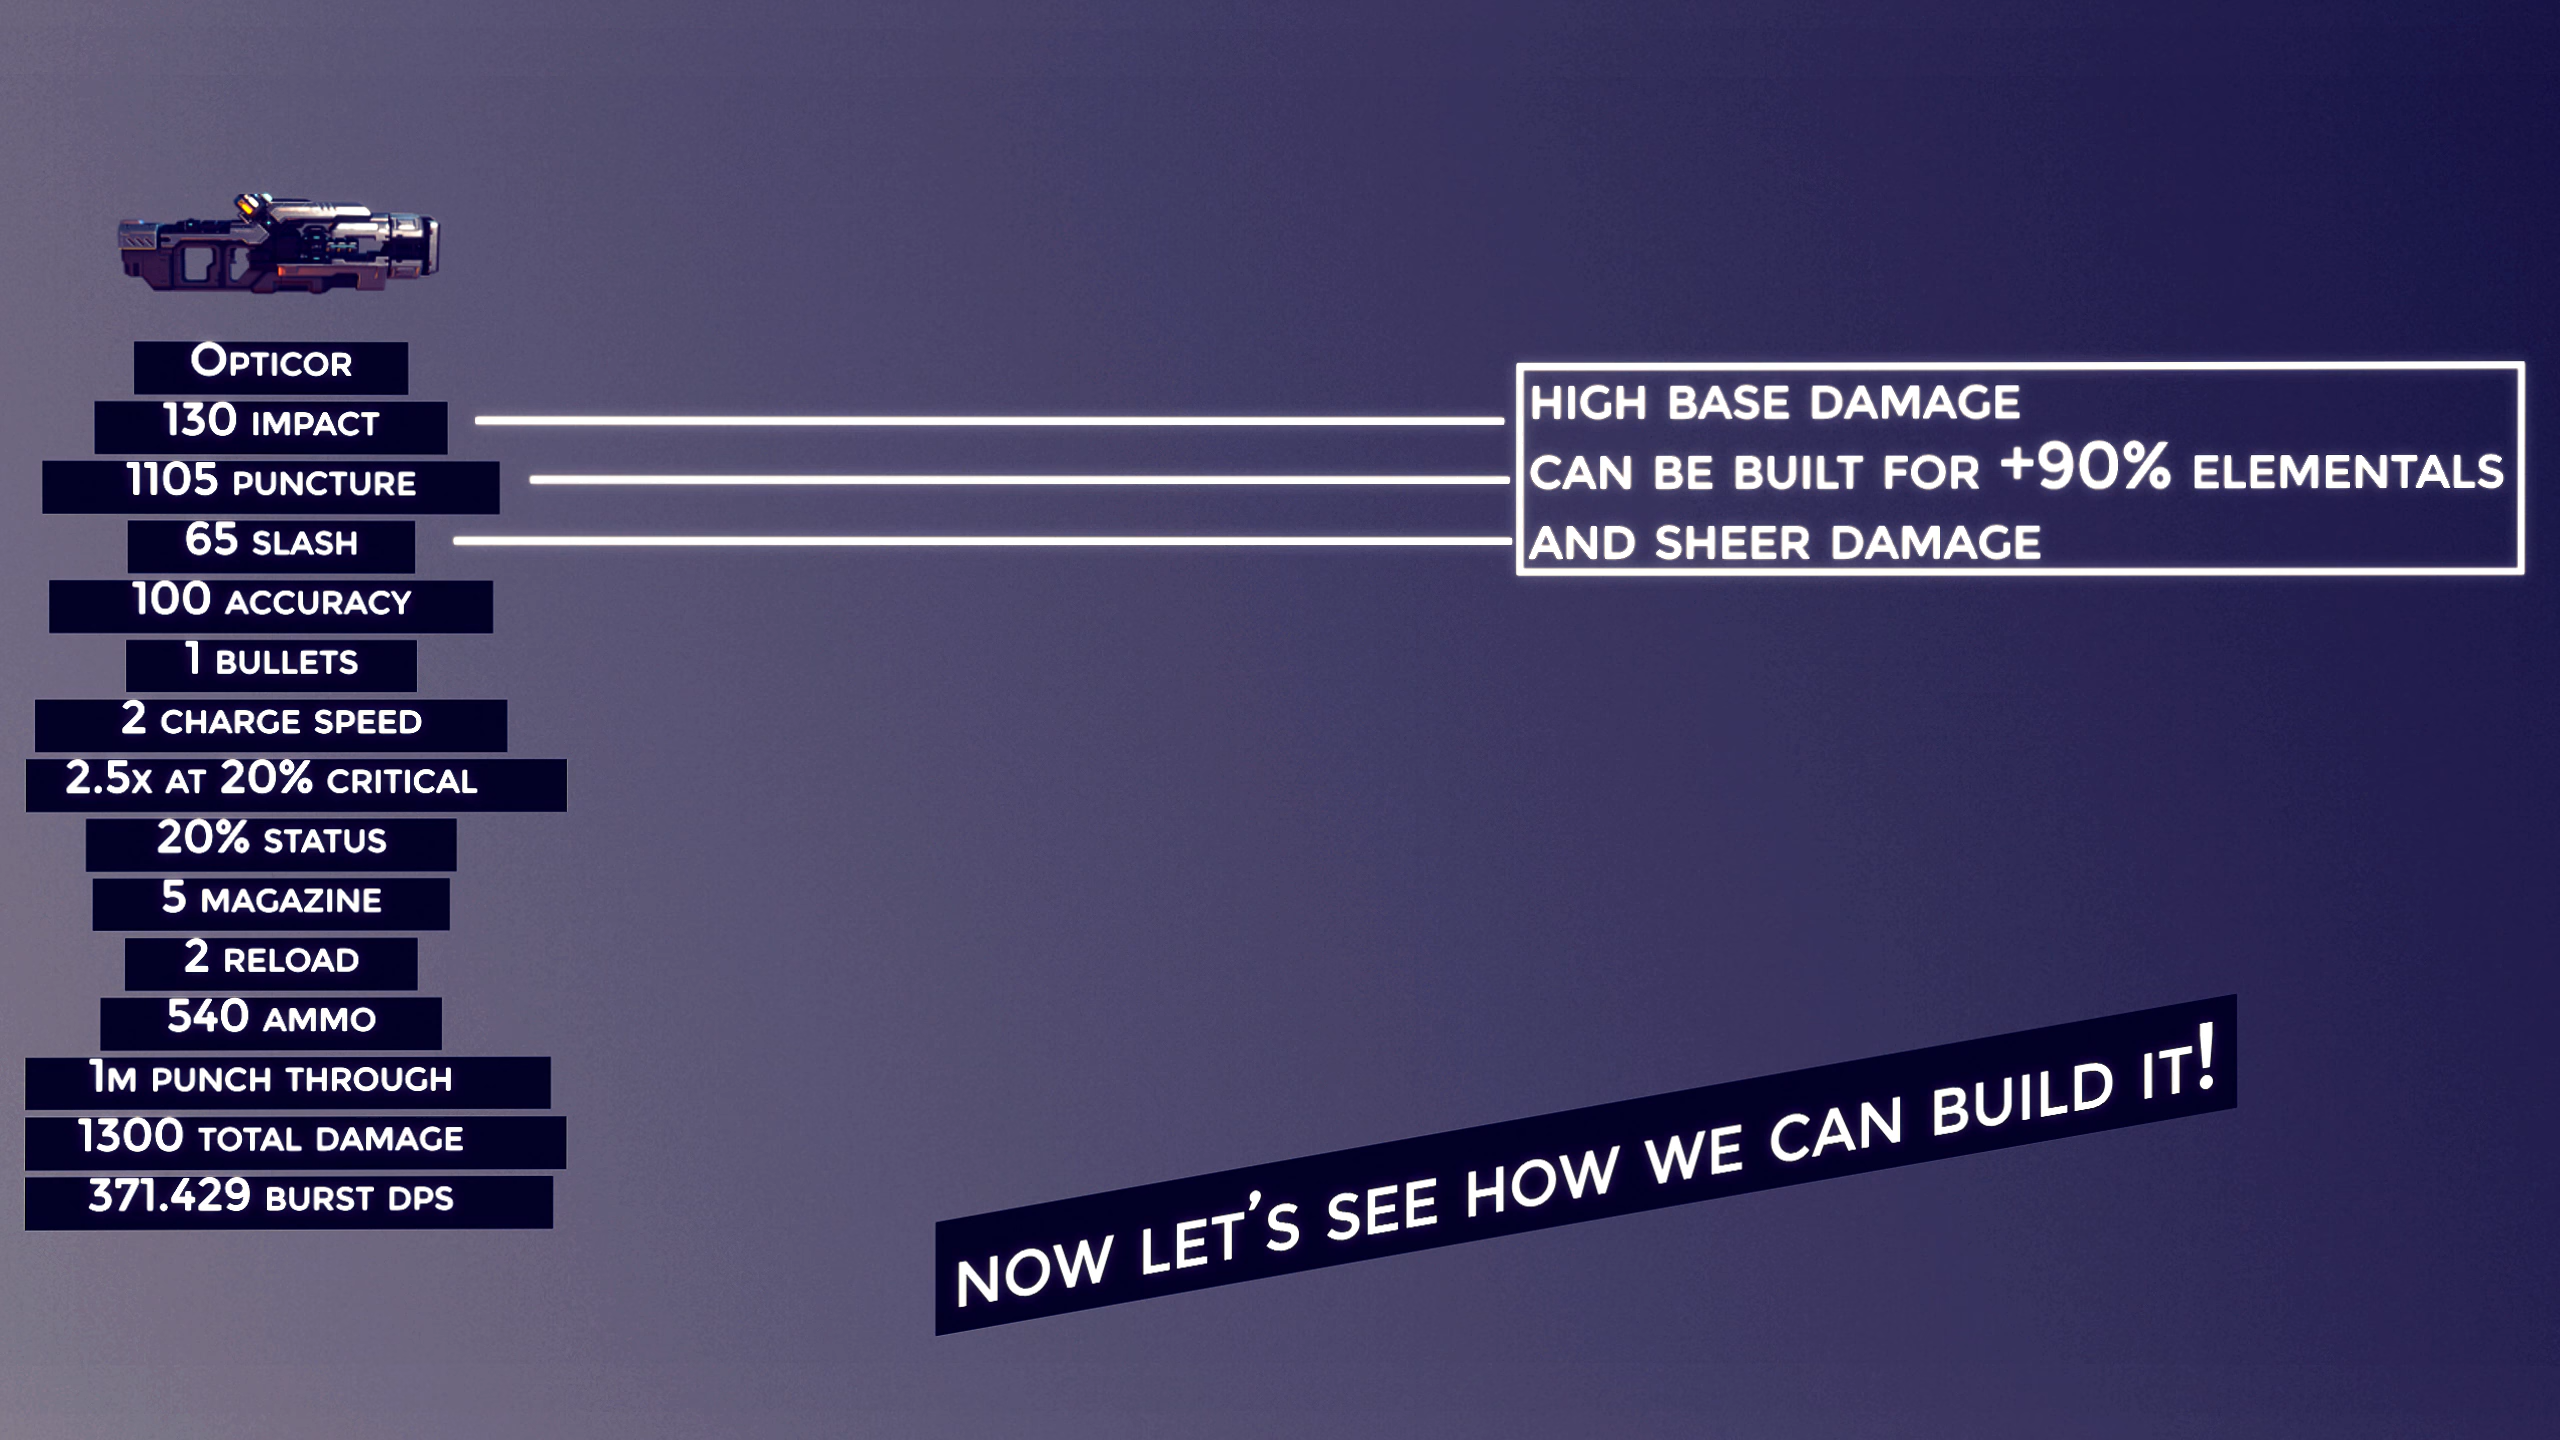 Opticor
130 impact
1105 puncture
65 slash
100 accuracy
1 bullets
2 charge speed
2.5x at 20% critical
20% status
5 magazine
2 reload
540 ammo
1m punch through
1300 total damage
371.429 burst dps
high base damage
can be built for +90% elementals
and sheer damage
now let's see how we can build it!